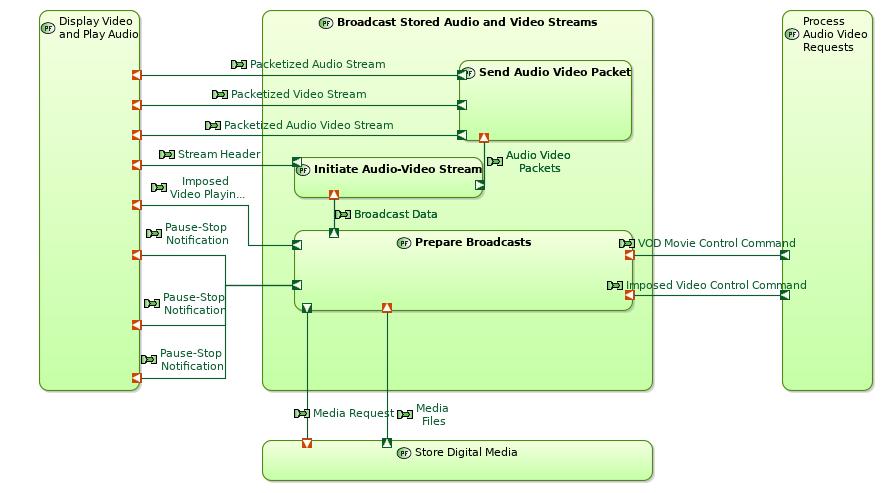 Display Video
and Play Audio
Broadcast Stored Audio and Video Streams
Process
Audio Video
Requests
Packetized Audio Stream
Send Audio Video Packet
Packetized Video Stream
Packetized Audio Video Stream
Stream Header
Initiate Audio-Video Stream
Audio Video
Packets
Imposed
Video Playin...
Broadcast Data
Pause-Stop
Notification
Prepare Broadcasts
VOD Movie Control Command
Imposed Video Control Command
Pause-Stop
Notification
Pause-Stop
Notification
Media Request
Media
Files
Store Digital Media